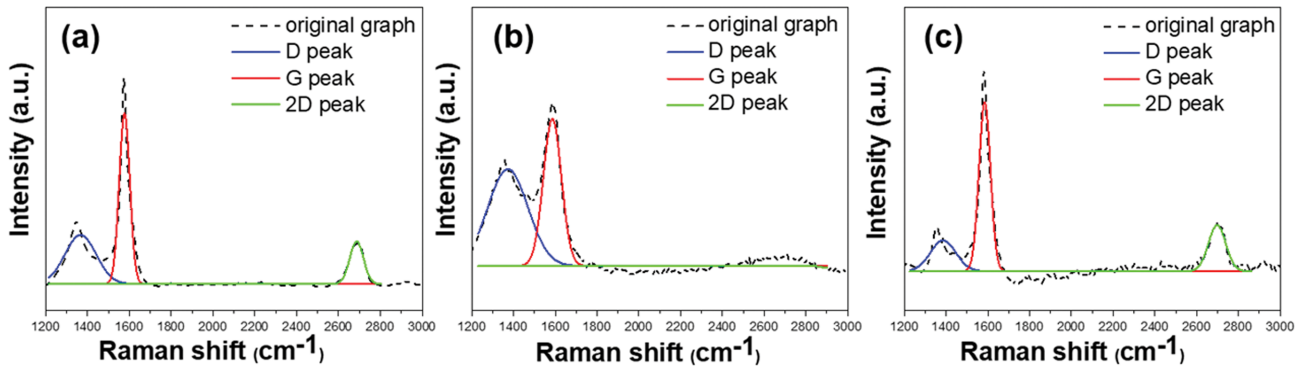 (a)
original graph
D peak
G peak
2D peak
Intensity (a.u.)
1200 1400 1600 2000 2200 2400 2600 2800 3000
Raman shift (cm-1)
(b)
original graph
D peak
G peak
2D peak
Intensity (a.u.)
1200 1400 1600 1800 2000 2200 2400 2600 2800 3000
Raman shift (cm-1)
(c)
original graph
D peak
G peak
2D peak
Intensity (a.u.)
1200 1400 1600 1800 2000 2200 2400 2600 2800 3000
Raman shift (cm-1)